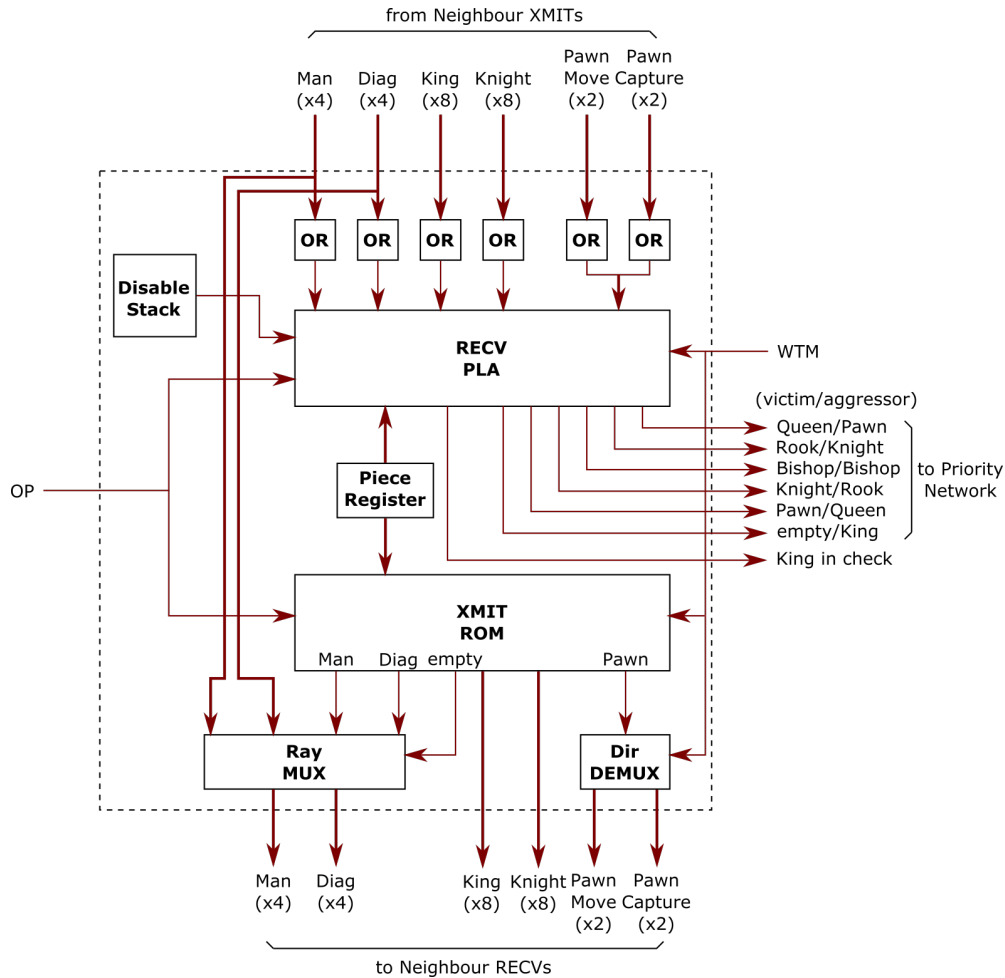 from Neighbour XMITs
Man
(x4)
Diag
(x4)
King
(x8)
Knight
(x8)
Pawn
Move
(x2)
Pawn
Capture
(x2)
OR
OR
OR
OR
OR
OR
Disable
Stack
RECV
PLA
WTM
(victim/aggressor)
Queen/Pawn
Rook/Knight
Bishop/Bishop
Knight/Rook
Pawn/Queen
empty/King
to Priority
Network
King in check
OP
Piece
Register
XMIT
ROM
Man
Diag
empty
Pawn
Ray
MUX
Dir
DEMUX
Man
(x4)
Diag
(x4)
King
(x8)
Knight
(x8)
Pawn
Move
(x2)
Pawn
Capture
(x2)
to Neighbour RECVs